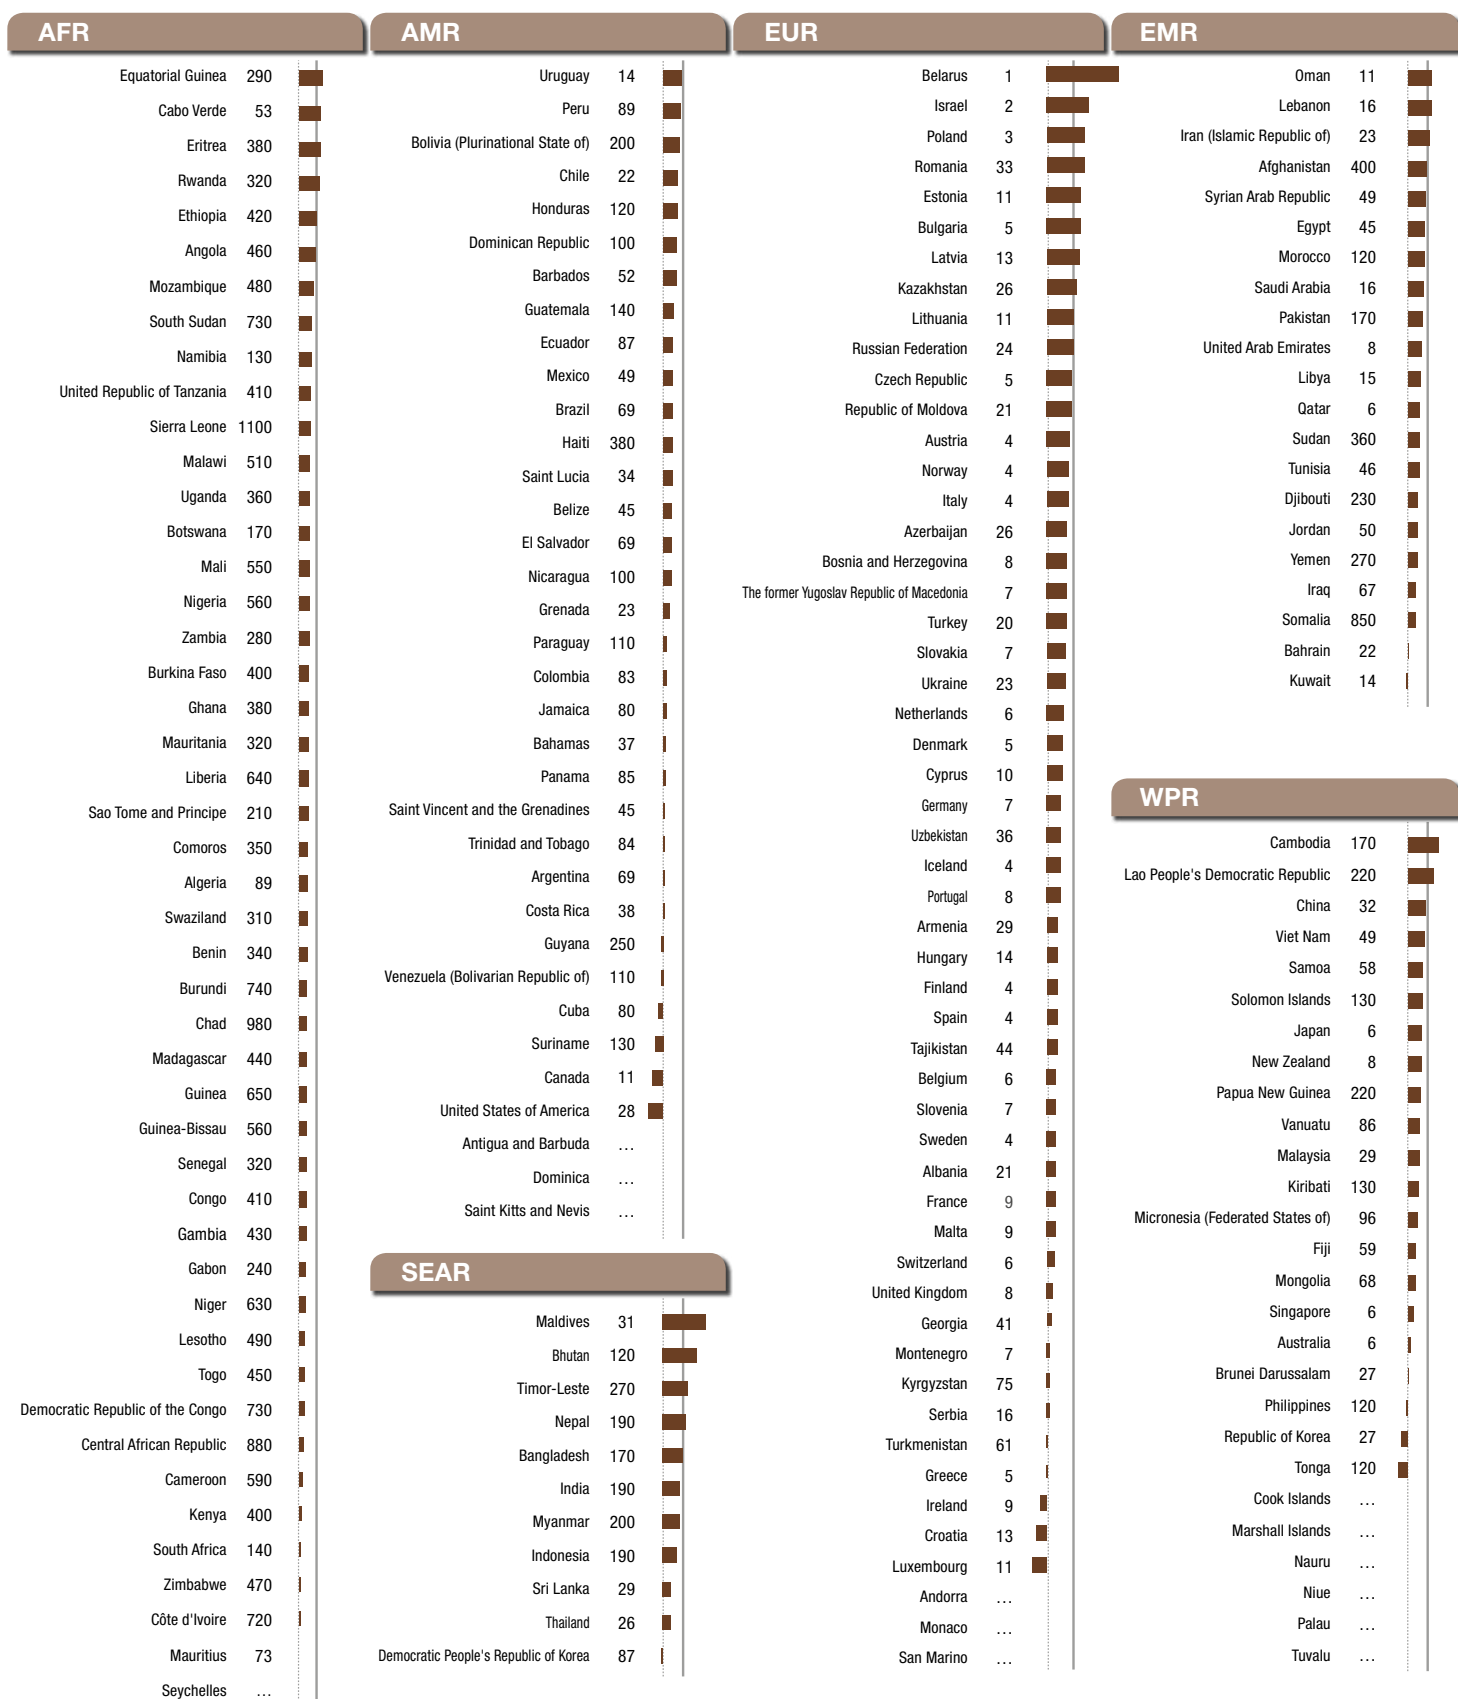 AFR
Equatorial Guinea 290
Cabo Verde 53
Eritrea 380
Rwanda 320
Ethiopia 420
Angola 460
Mozambique 480
South Sudan 730
Namibia 130
United Republic of Tanzania 410
Sierra Leone 1100
Malawi 510
Uganda 360
Botswana 170
Mali 550
Nigeria 560
Zambia 280
Burkina Faso 400
Ghana 380
Mauritania 320
Liberia 640
Sao Tome and Principe 210
Comoros 350
Algeria 89
Swaziland 310
Benin 340
Burundi 740
Chad 980
Madagascar 440
Guinea 650
Guinea-Bissau 560
Senegal 320
Congo 410
Gambia 430
Gabon 240
Niger 630
Lesotho 490
Togo 450
Democratic Republic of the Congo 730
Central African Republic 880
Cameroon 590
Kenya 400
South Africa 140
Zimbabwe 470
Côte d'Ivoire 720
Mauritius 73
Seychelles ...
AMR
Uruguay 14
Peru 89
Bolivia (Plurinational State of) 200
Chile 22
Honduras 120
Dominican Republic 100
Barbados 52
Guatemala 140
Ecuador 87
Mexico 49
Brazil 69
Haiti 380
Saint Lucia 34
Belize 45
El Salvador 69
Nicaragua 100
Grenada 23
Paraguay 110
Colombia 83
Jamaica 80
Bahamas 37
Panama 85
Saint Vincent and the Grenadines 45
Trinidad and Tobago 84
Argentina 69
Costa Rica 38
Guyana 250
Venezuela (Bolivarian Republic of) 110
Cuba 80
Suriname 130
Canada 11
United States of America 28
Antigua and Barbuda ...
Dominica ...
Saint Kitts and Nevis ...
SEAR
Maldives 31
Bhutan 120
Timor-Leste 270
Nepal 190
Bangladesh 170
India 190
Myanmar 200
Indonesia 190
Sri Lanka 29
Thailand 26
Democratic People's Republic of Korea 87
EUR
Belarus 1
Israel 2
Poland 3
Romania 33
Estonia 11
Bulgaria 5
Latvia 13
Kazakhstan 26
Lithuania 11
Russian Federation 24
Czech Republic 5
Republic of Moldova 21
Austria 4
Norway 4
Italy 4
Azerbaijan 26
Bosnia and Herzegovina 8
The former Yugoslav Republic of Macedonia 7
Turkey 20
Slovakia 7
Ukraine 23
Netherlands 6
Denmark 5
Cyprus 10
Germany 7
Uzbekistan 36
Iceland 4
Portugal 8
Armenia 29
Hungary 14
Finland 4
Spain 4
Tajikistan 44
Belgium 6
Slovenia 7
Sweden 4
Albania 21
France 9
Malta 9
Switzerland 6
United Kingdom 8
Georgia 41
Montenegro 7
Kyrgyzstan 75
Serbia 16
Turkmenistan 61
Greece 5
Ireland 9
Croatia 13
Luxembourg 11
Andorra ...
Monaco ...
San Marino ...
EMR
Oman 11
Lebanon 16
Iran (Islamic Republic of) 23
Afghanistan 400
Syrian Arab Republic 49
Egypt 45
Morocco 120
Saudi Arabia 16
Pakistan 170
United Arab Emirates 8
Libya 15
Qatar 6
Sudan 360
Tunisia 46
Djibouti 230
Jordan 50
Yemen 270
Iraq 67
Somalia 850
Bahrain 22
Kuwait 14
WPR
Cambodia 170
Lao People's Democratic Republic 220
China 32
Viet Nam 49
Samoa 58
Solomon Islands 130
Japan 6
New Zealand 8
Papua New Guinea 220
Vanuatu 86
Malaysia 29
Kiribati 130
Micronesia (Federated States of) 96
Fiji 59
Mongolia 68
Singapore 6
Australia 6
Brunei Darussalam 27
Philippines 120
Republic of Korea 27
Tonga 120
Cook Islands ...
Marshall Islands ...
Nauru ...
Niue ...
Palau ...
Tuvalu ...